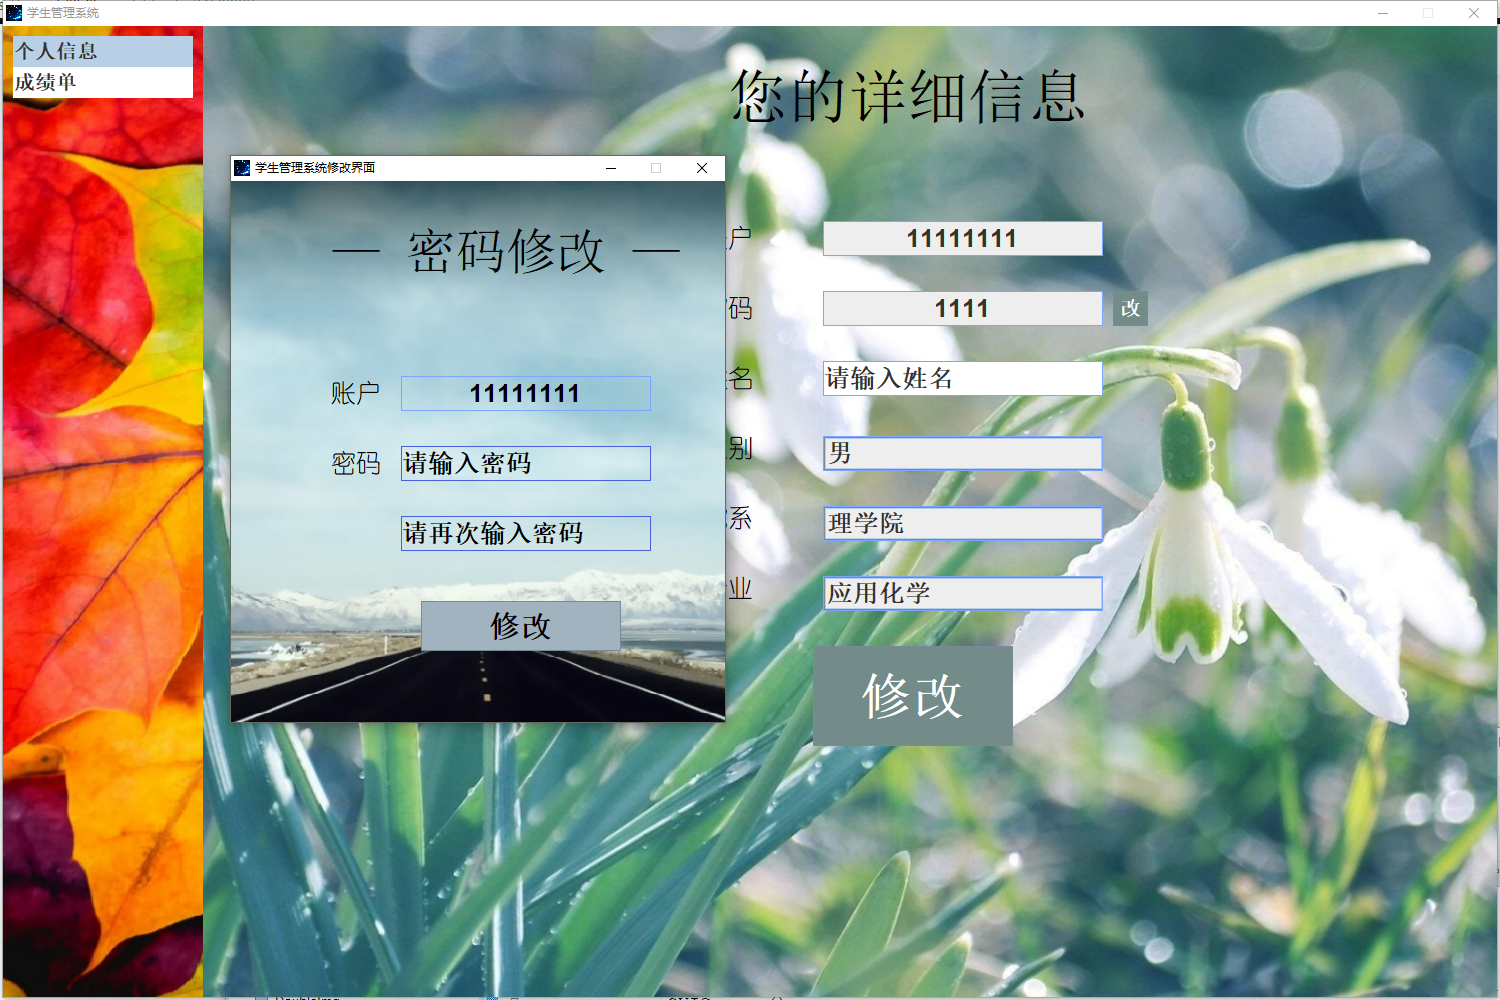 学生管理系统
个人信息
成绩单
您的详细信息
学生管理系统修改界面
— 密码修改 —
账户 11111111
密码 请输入密码
请再次输入密码
修改
户 11111111
码 1111 改
名 请输入姓名
别 男
系 理学院
业 应用化学
修改